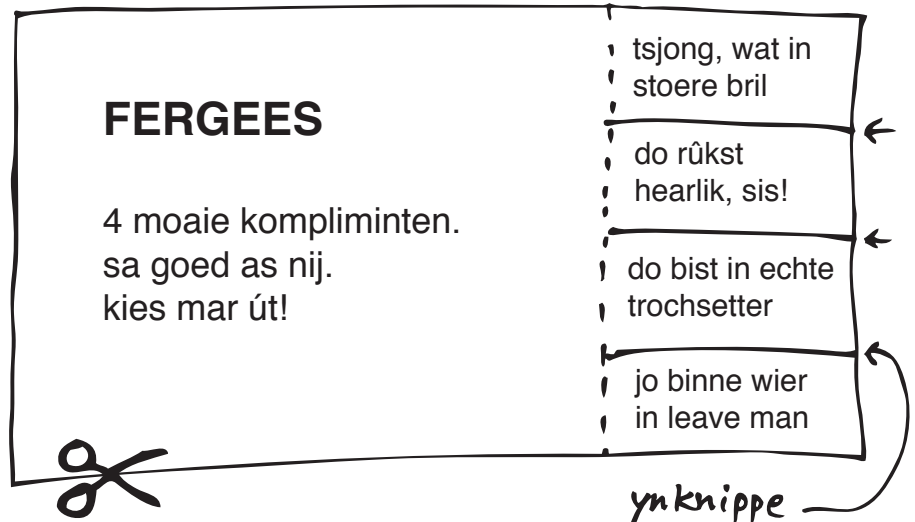 FERGEES
4 moaie kompliminten.
sa goed as nij.
kies mar út!
tsjong, wat in
stoere bril
do rûkst
hearlik, sis!
do bist in echte
trochsetter
jo binne wier
in leave man
ynknippe